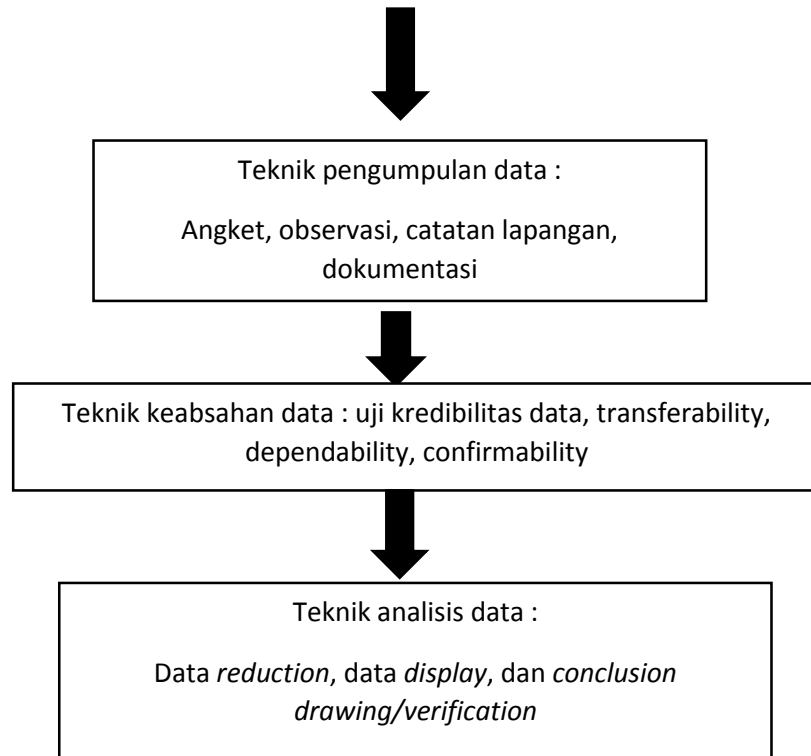 Teknik pengumpulan data :
Angket, observasi, catatan lapangan,
dokumentasi
Teknik keabsahan data : uji kredibilitas data, transferability,
dependability, confirmability
Teknik analisis data :
Data reduction, data display, dan conclusion
drawing/verification